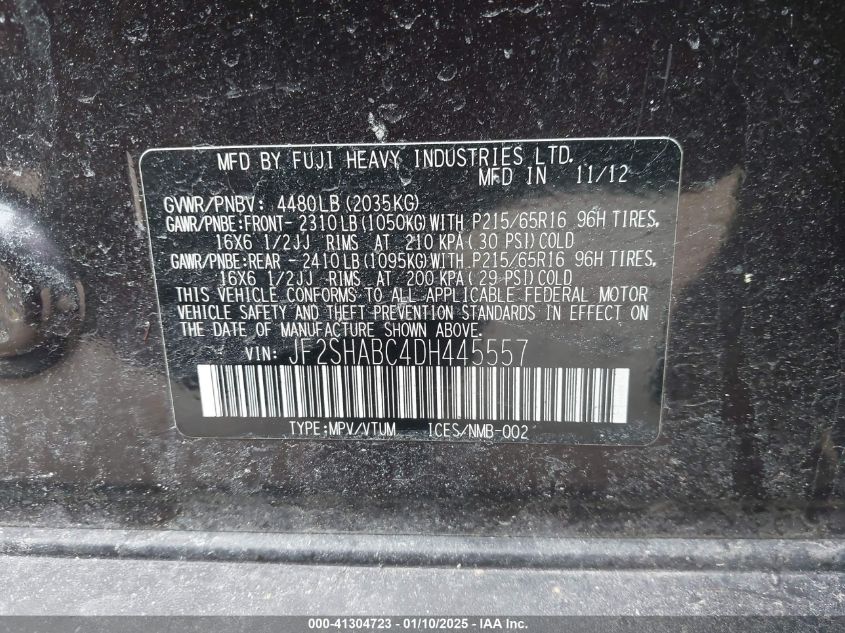 MFD BY FUJI HEAVY INDUSTRIES LTD.
MFD IN 11/12
GVWR/PNBV: 4480LB (2035KG)
GAWR/PNBE:FRONT- 2310LB(1050KG)WITH P215/65R16 96H TIRES,
16X6 1/2JJ RIMS AT 210 KPA(30 PSI)COLD
GAWR/PNBE:REAR - 2410LB(1095KG)WITH P215/65R16 96H TIRES,
16X6 1/2JJ RIMS AT 200 KPA(29 PSI)COLD
THIS VEHICLE CONFORMS TO ALL APPLICABLE FEDERAL MOTOR
VEHICLE SAFETY AND THEFT PREVENTION STANDARDS IN EFFECT ON
THE DATE OF MANUFACTURE SHOWN ABOVE.
VIN: JF2SHABC4DH445557
TYPE:MPV/VTUM ICES/NMB-002
000-41304723 - 01/10/2025 - IAA Inc.